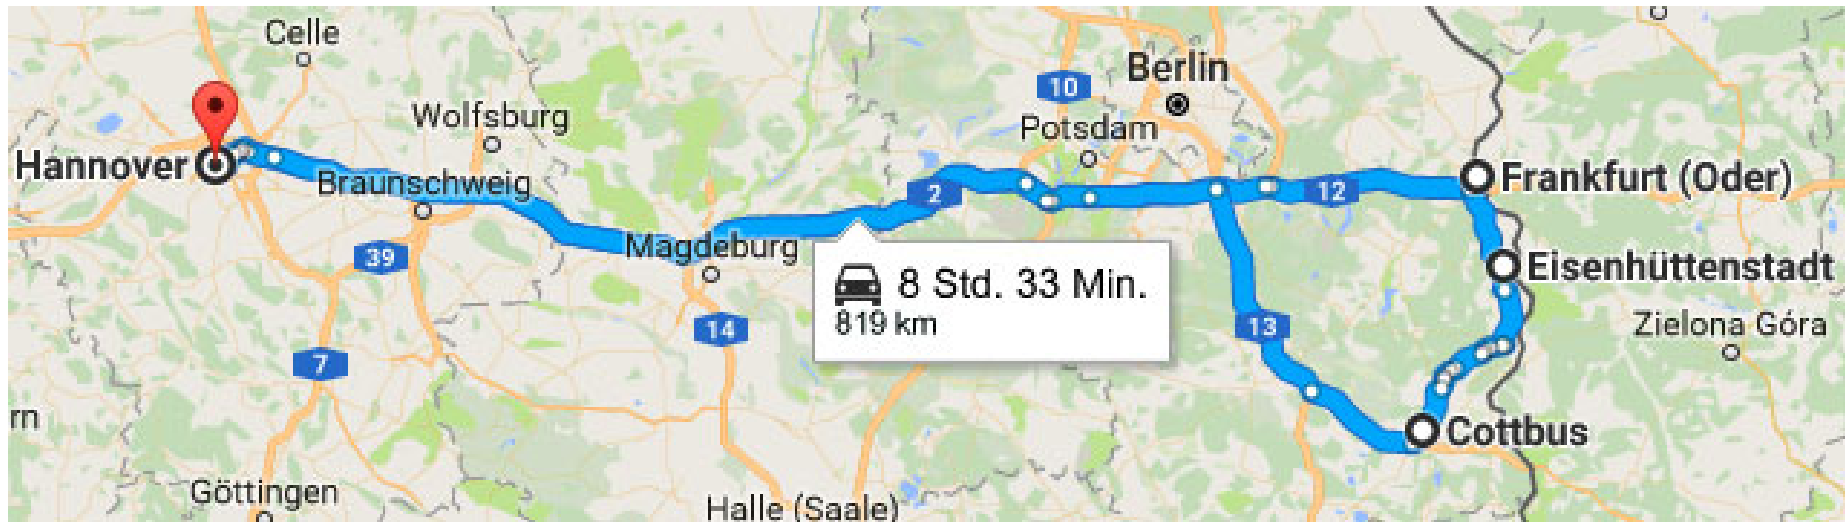 Celle
Wolfsburg
Berlin
10
Potsdam
Hannover
Braunschweig
2
12
Frankfurt (Oder)
39
Magdeburg
Eisenhüttenstadt
8 Std. 33 Min.
819 km
14
13
Zielona Góra
7
rn
Cottbus
Göttingen
Halle (Saale)